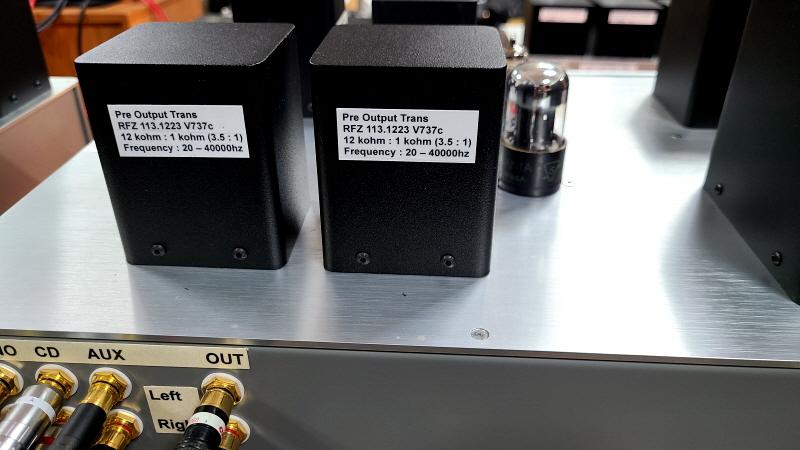 Pre Output Trans
RFZ 113.1223 V737c
12 kohm : 1 kohm (3.5 : 1)
Frequency : 20 – 40000hz
Pre Output Trans
RFZ 113.1223 V737c
12 kohm : 1 kohm (3.5 : 1)
Frequency : 20 – 40000hz
CD AUX OUT
Left